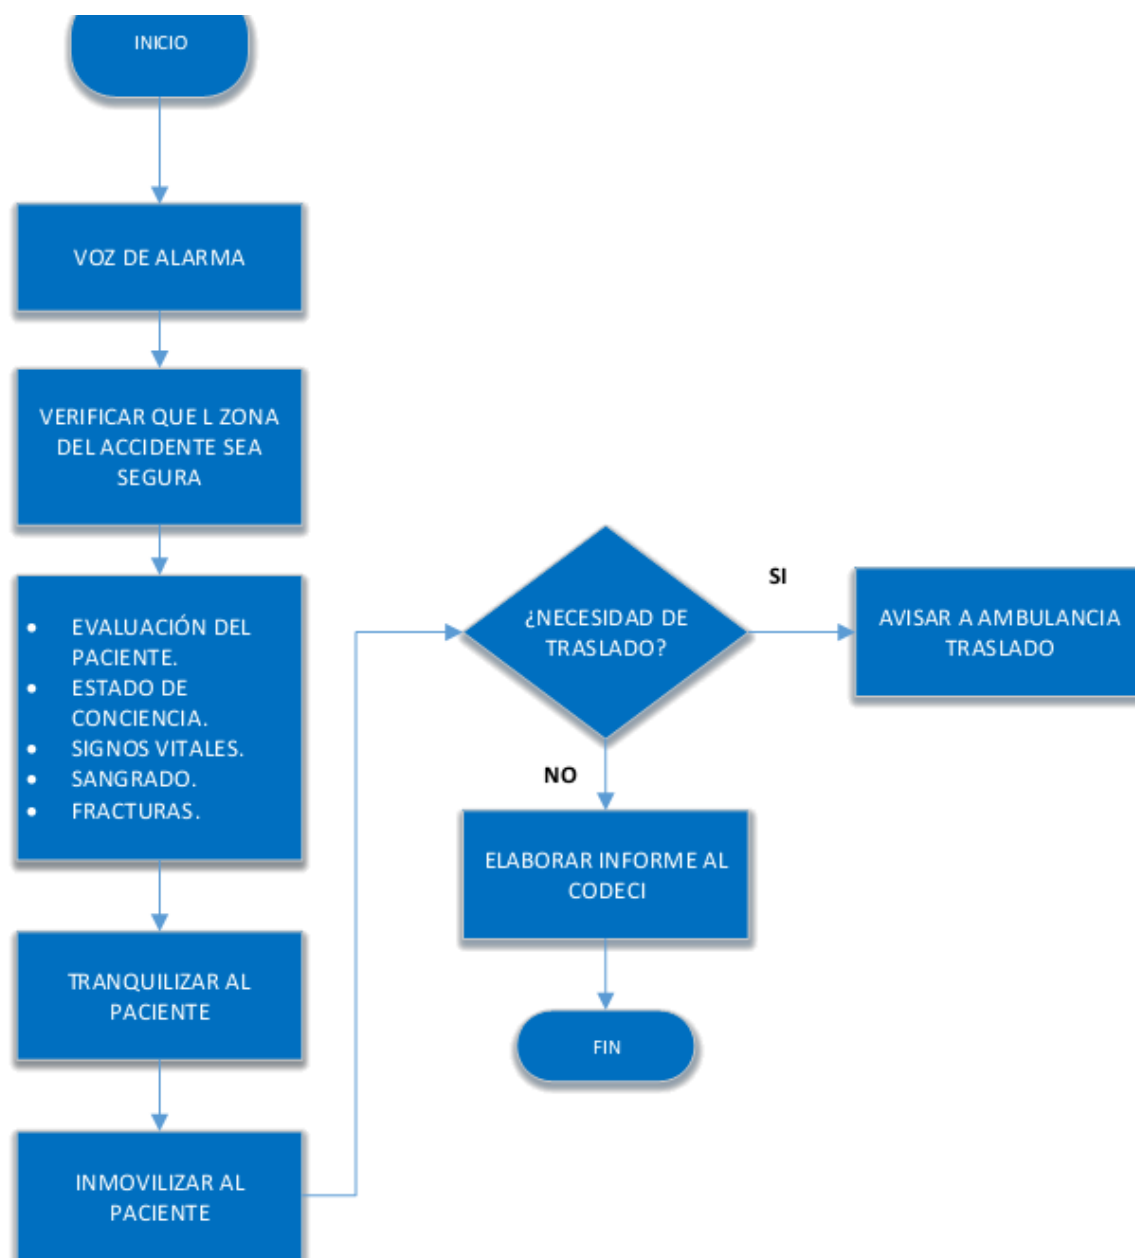 INICIO
VOZ DE ALARMA
VERIFICAR QUE L ZONA
DEL ACCIDENTE SEA
SEGURA
• EVALUACIÓN DEL
PACIENTE.
• ESTADO DE
CONCIENCIA.
• SIGNOS VITALES.
• SANGRADO.
• FRACTURAS.
TRANQUILIZAR AL
PACIENTE
INMOVILIZAR AL
PACIENTE
¿NECESIDAD DE
TRASLADO?
SI
AVISAR A AMBULANCIA
TRASLADO
NO
ELABORAR INFORME AL
CODECI
FIN